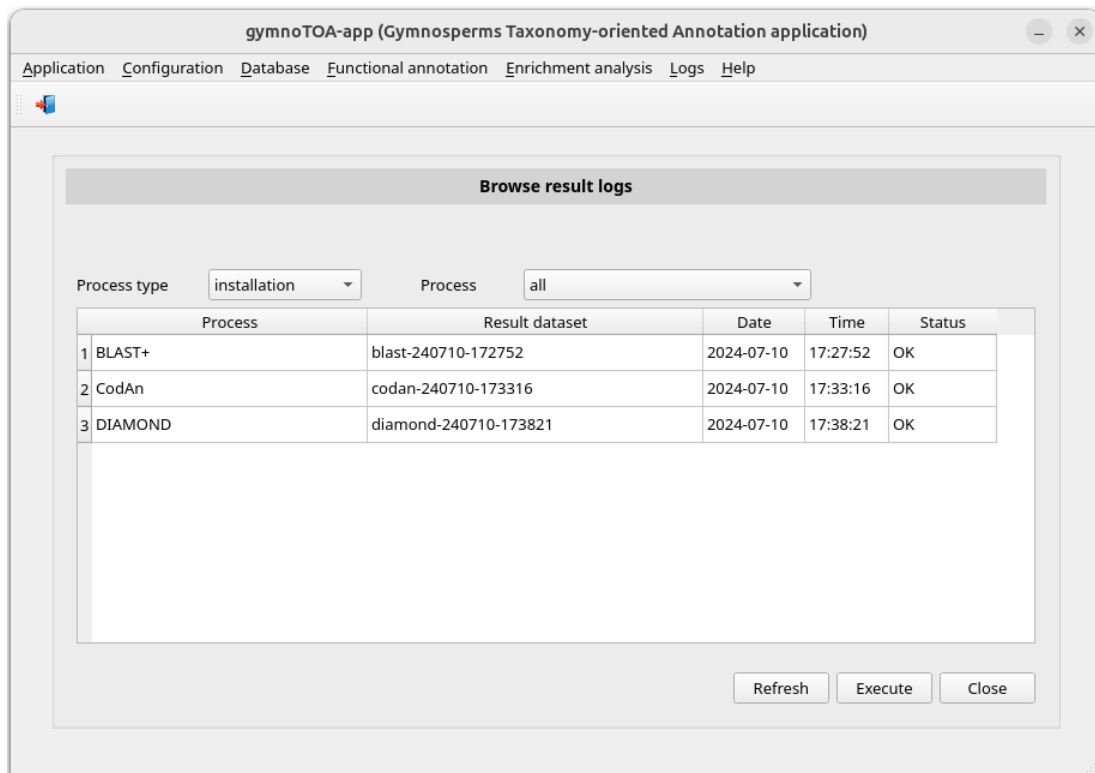 gymnoTOA-app (Gymnosperms Taxonomy-oriented Annotation application)
Application Configuration Database Functional annotation Enrichment analysis Logs Help
Browse result logs
Process type installation Process all
Process Result dataset Date Time Status
1 BLAST+ blast-240710-172752 2024-07-10 17:27:52 OK
2 CodAn codan-240710-173316 2024-07-10 17:33:16 OK
3 DIAMOND diamond-240710-173821 2024-07-10 17:38:21 OK
Refresh Execute Close